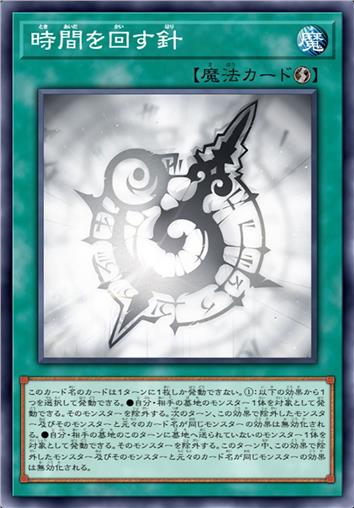 時間を回す針
魔
【魔法カード】
このカード名のカードは1ターンに1枚しか発動できない。①：以下の効果から1
つを選択して発動できる。●自分・相手の墓地のモンスター1体を対象として発
動できる。そのモンスターを除外する。次のターン、この効果で除外したモンスタ
ー及びそのモンスターと元々のカード名が同じモンスターの効果は無効化され
る。●自分・相手の墓地のこのターンに墓地へ送られていないのモンスター1体
を対象として発動できる。そのモンスターを除外する。このターン中、この効果で除
外したモンスター及びそのモンスターと元々のカード名が同じモンスターの効果
は無効化される。